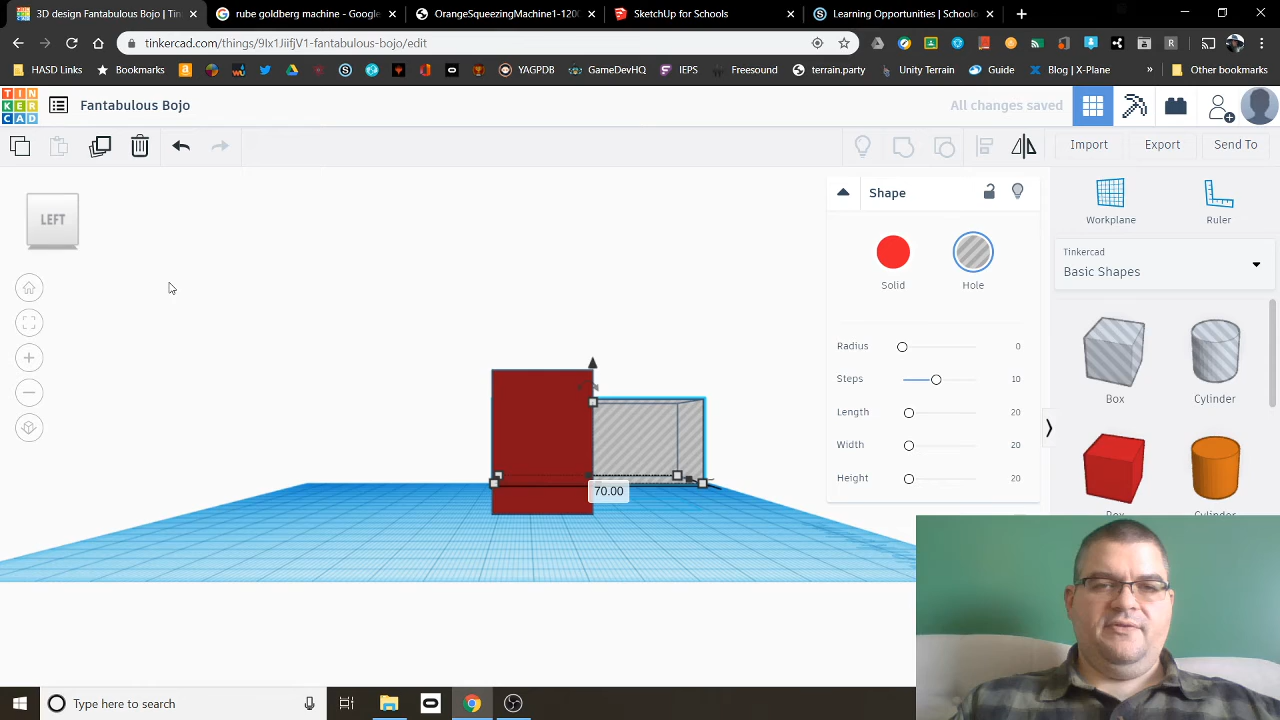 3D design Fantabulous Bojo | Tin
rube goldberg machine - Google
OrangeSqueezingMachine1-1200
SketchUp for Schools
Learning Opportunities | Schoolo
tinkercad.com/things/9Ix1JiifjV1-fantabulous-bojo/edit
HASD Links
Bookmarks
YAGPDB
GameDevHQ
IEPS
Freesound
terrain.party
Unity Terrain
Guide
Blog | X-Plane
»
Other bookmarks
TIN
KER
CAD
Fantabulous Bojo
All changes saved
Import
Export
Send To
LEFT
Shape
Solid
Hole
Radius 0
Steps 10
Length 20
Width 20
Height 20
Workplane
Ruler
Tinkercad
Basic Shapes
Box
Cylinder
70.00
Type here to search